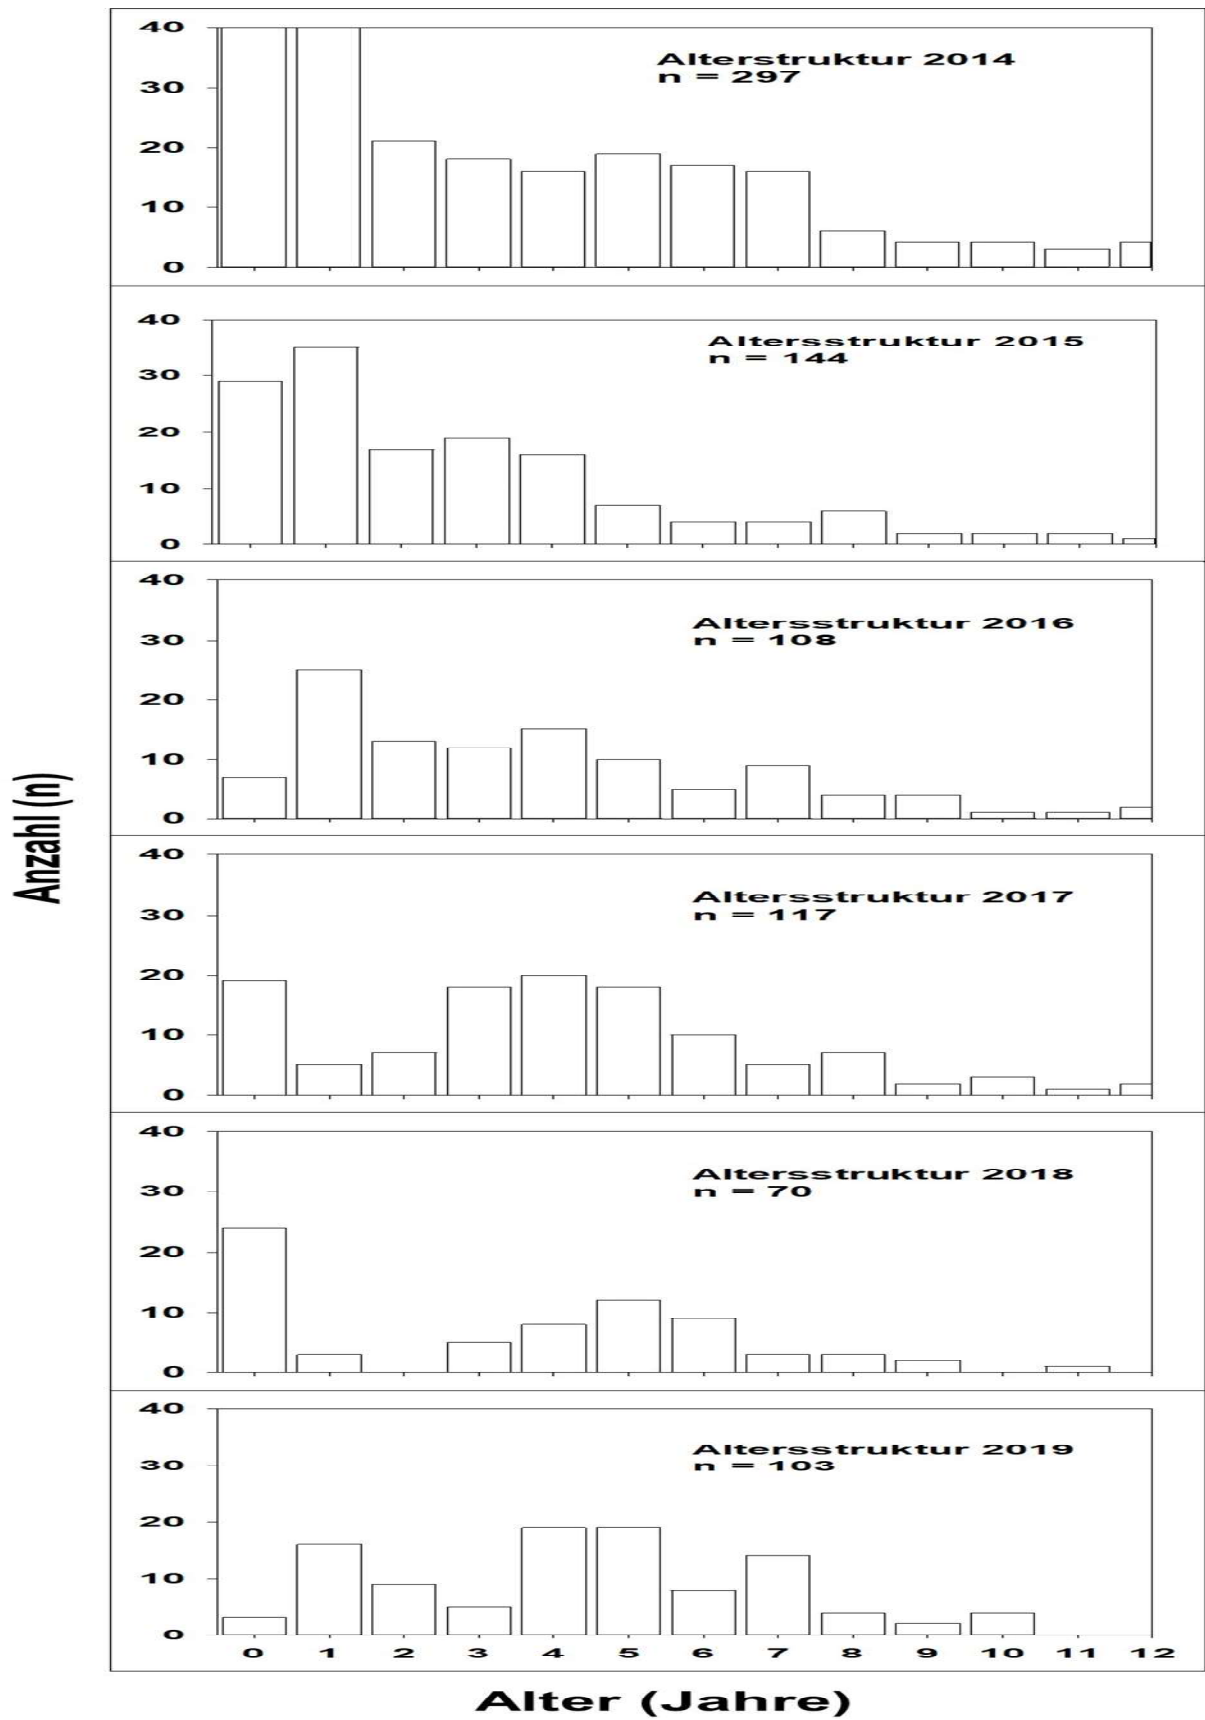 Anzahl (n)
40
30
20
10
0
Alterstruktur 2014
n = 297
40
30
20
10
0
Altersstruktur 2015
n = 144
40
30
20
10
0
Altersstruktur 2016
n = 108
40
30
20
10
0
Altersstruktur 2017
n = 117
40
30
20
10
0
Altersstruktur 2018
n = 70
40
30
20
10
0
Altersstruktur 2019
n = 103
0 1 2 3 4 5 6 7 8 9 10 11 12
Alter (Jahre)